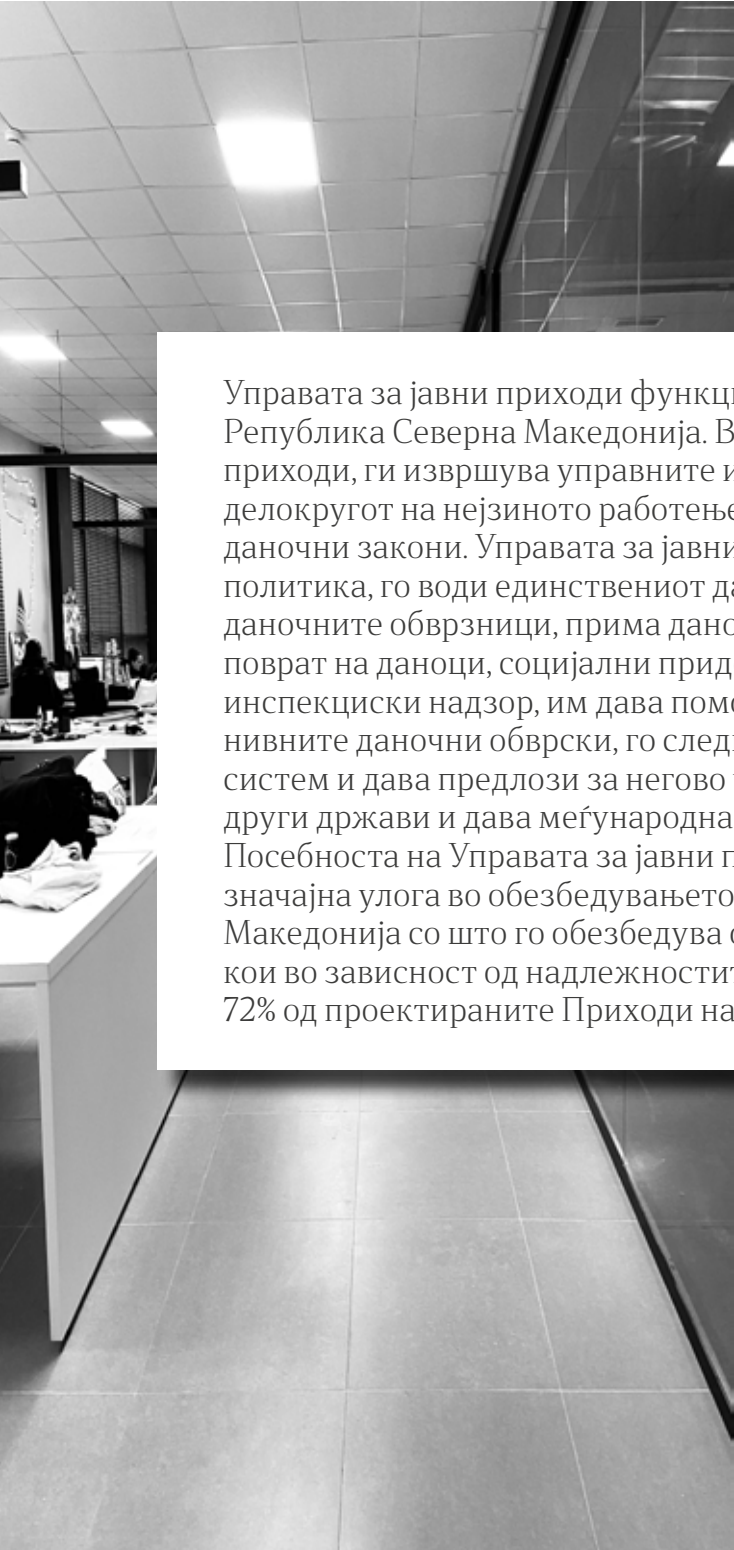 Управата за јавни приходи функц
Република Северна Македонија. В
приходи, ги извршува управните и
делокругот на нејзиното работење
даночни закони. Управата за јавни
политика, го води единствениот да
даночните обврзници, прима дано
поврат на даноци, социјални прид
инспекциски надзор, им дава помо
нивните даночни обврски, го след
систем и дава предлози за негово
други држави и дава меѓународна
Посебноста на Управата за јавни п
значајна улога во обезбедувањето
Македонија со што го обезбедува
кои во зависност од надлежностит
72% од проектираните Приходи на